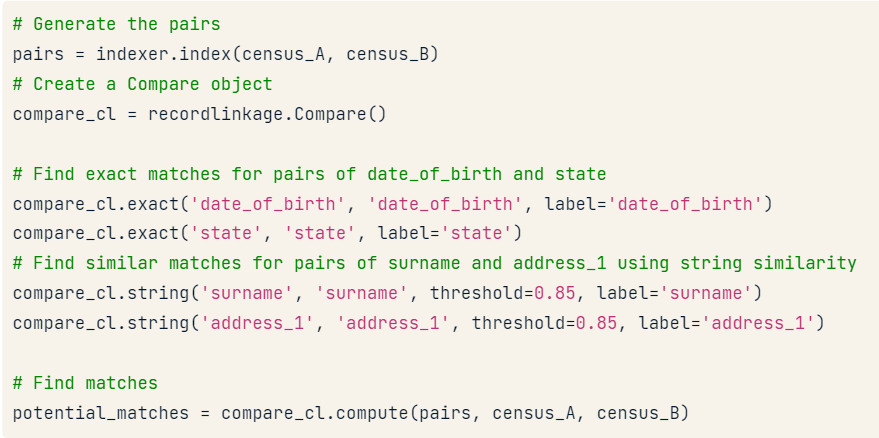 # Generate the pairs
pairs = indexer.index(census_A, census_B)
# Create a Compare object
compare_cl = recordlinkage.Compare()
# Find exact matches for pairs of date_of_birth and state
compare_cl.exact('date_of_birth', 'date_of_birth', label='date_of_birth')
compare_cl.exact('state', 'state', label='state')
# Find similar matches for pairs of surname and address_1 using string similarity
compare_cl.string('surname', 'surname', threshold=0.85, label='surname')
compare_cl.string('address_1', 'address_1', threshold=0.85, label='address_1')
# Find matches
potential_matches = compare_cl.compute(pairs, census_A, census_B)